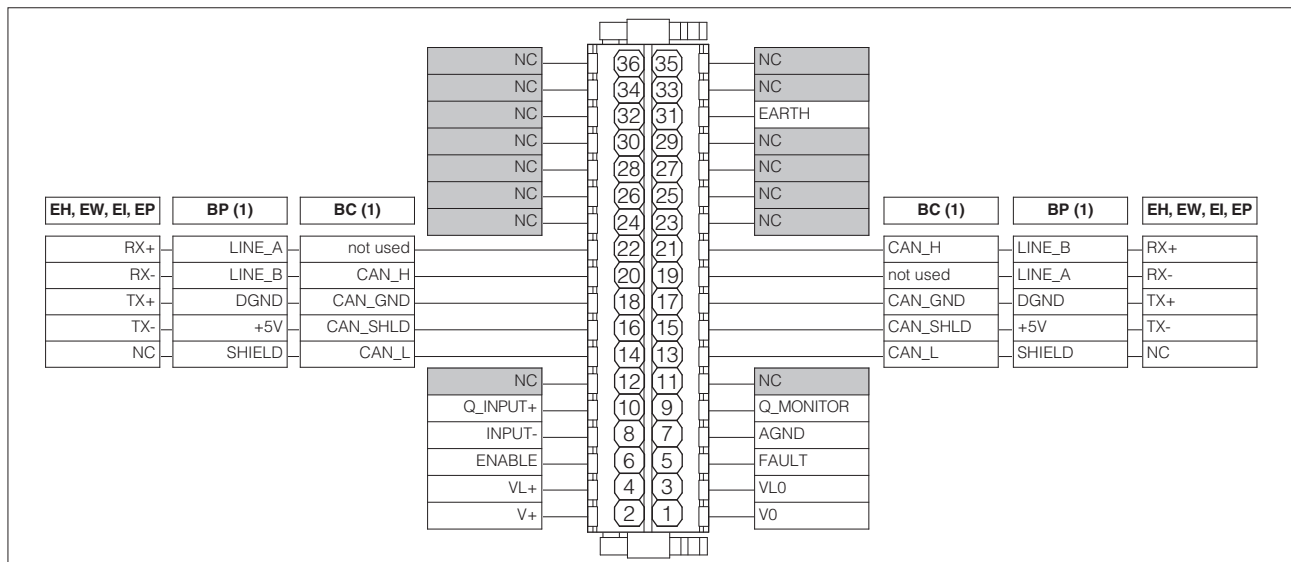 NC 36 35 NC
NC 34 33 NC
NC 32 31 EARTH
NC 30 29 NC
NC 28 27 NC
NC 26 25 NC
EH, EW, EI, EP BP (1) BC (1) BC (1) BP (1) EH, EW, EI, EP
NC 24 23 NC
RX+ LINE_A not used 22 21 CAN_H LINE_B RX+
RX- LINE_B CAN_H 20 19 not used LINE_A RX-
TX+ DGND CAN_GND 18 17 CAN_GND DGND TX+
TX- +5V CAN_SHLD 16 15 CAN_SHLD +5V TX-
NC SHIELD CAN_L 14 13 CAN_L SHIELD NC
NC 12 11 NC
Q_INPUT+ 10 9 Q_MONITOR
INPUT- 8 7 AGND
ENABLE 6 5 FAULT
VL+ 4 3 VL0
V+ 2 1 V0